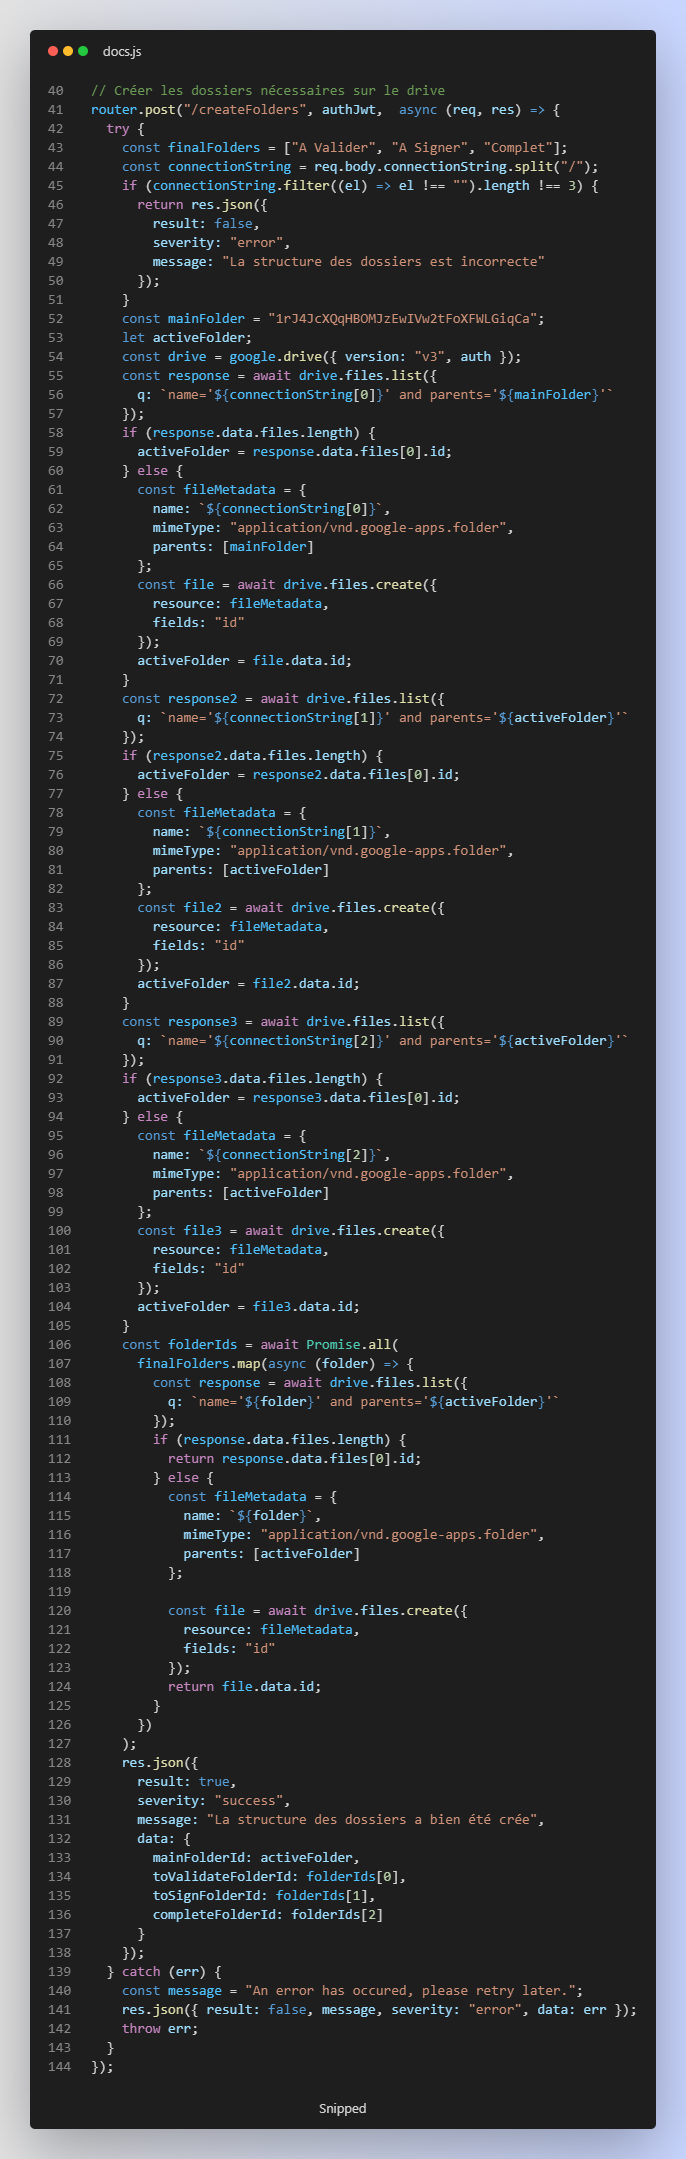 docs.js
40 // Créer les dossiers nécessaires sur le drive
41 router.post("/createFolders", authJwt,  async (req, res) => {
42   try {
43     const finalFolders = ["A Valider", "A Signer", "Complet"];
44     const connectionString = req.body.connectionString.split("/");
45     if (connectionString.filter((el) => el !== "").length !== 3) {
46       return res.json({
47         result: false,
48         severity: "error",
49         message: "La structure des dossiers est incorrecte"
50       });
51     }
52     const mainFolder = "1rJ4JcXQqHBOMJzEwIVw2tFoXFWLGiqCa";
53     let activeFolder;
54     const drive = google.drive({ version: "v3", auth });
55     const response = await drive.files.list({
56       q: `name='${connectionString[0]}' and parents='${mainFolder}'`
57     });
58     if (response.data.files.length) {
59       activeFolder = response.data.files[0].id;
60     } else {
61       const fileMetadata = {
62         name: `${connectionString[0]}`,
63         mimeType: "application/vnd.google-apps.folder",
64         parents: [mainFolder]
65       };
66       const file = await drive.files.create({
67         resource: fileMetadata,
68         fields: "id"
69       });
70       activeFolder = file.data.id;
71     }
72     const response2 = await drive.files.list({
73       q: `name='${connectionString[1]}' and parents='${activeFolder}'`
74     });
75     if (response2.data.files.length) {
76       activeFolder = response2.data.files[0].id;
77     } else {
78       const fileMetadata = {
79         name: `${connectionString[1]}`,
80         mimeType: "application/vnd.google-apps.folder",
81         parents: [activeFolder]
82       };
83       const file2 = await drive.files.create({
84         resource: fileMetadata,
85         fields: "id"
86       });
87       activeFolder = file2.data.id;
88     }
89     const response3 = await drive.files.list({
90       q: `name='${connectionString[2]}' and parents='${activeFolder}'`
91     });
92     if (response3.data.files.length) {
93       activeFolder = response3.data.files[0].id;
94     } else {
95       const fileMetadata = {
96         name: `${connectionString[2]}`,
97         mimeType: "application/vnd.google-apps.folder",
98         parents: [activeFolder]
99       };
100       const file3 = await drive.files.create({
101         resource: fileMetadata,
102         fields: "id"
103       });
104       activeFolder = file3.data.id;
105     }
106     const folderIds = await Promise.all(
107       finalFolders.map(async (folder) => {
108         const response = await drive.files.list({
109           q: `name='${folder}' and parents='${activeFolder}'`
110         });
111         if (response.data.files.length) {
112           return response.data.files[0].id;
113         } else {
114           const fileMetadata = {
115             name: `${folder}`,
116             mimeType: "application/vnd.google-apps.folder",
117             parents: [activeFolder]
118           };
119
120           const file = await drive.files.create({
121             resource: fileMetadata,
122             fields: "id"
123           });
124           return file.data.id;
125         }
126       })
127     );
128     res.json({
129       result: true,
130       severity: "success",
131       message: "La structure des dossiers a bien été crée",
132       data: {
133         mainFolderId: activeFolder,
134         toValidateFolderId: folderIds[0],
135         toSignFolderId: folderIds[1],
136         completeFolderId: folderIds[2]
137       }
138     });
139   } catch (err) {
140     const message = "An error has occured, please retry later.";
141     res.json({ result: false, message, severity: "error", data: err });
142     throw err;
143   }
144 });
Snipped